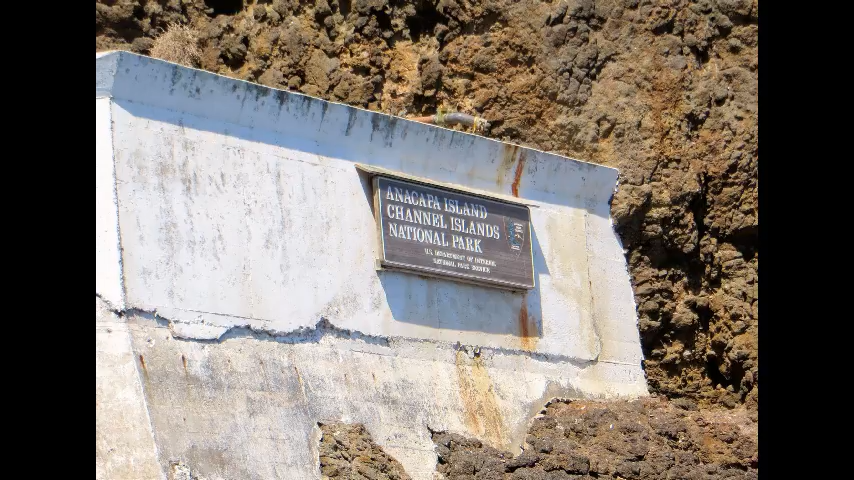 ANACAPA ISLAND
CHANNEL ISLANDS
NATIONAL PARK
U.S. DEPARTMENT OF INTERIOR
NATIONAL PARK SERVICE